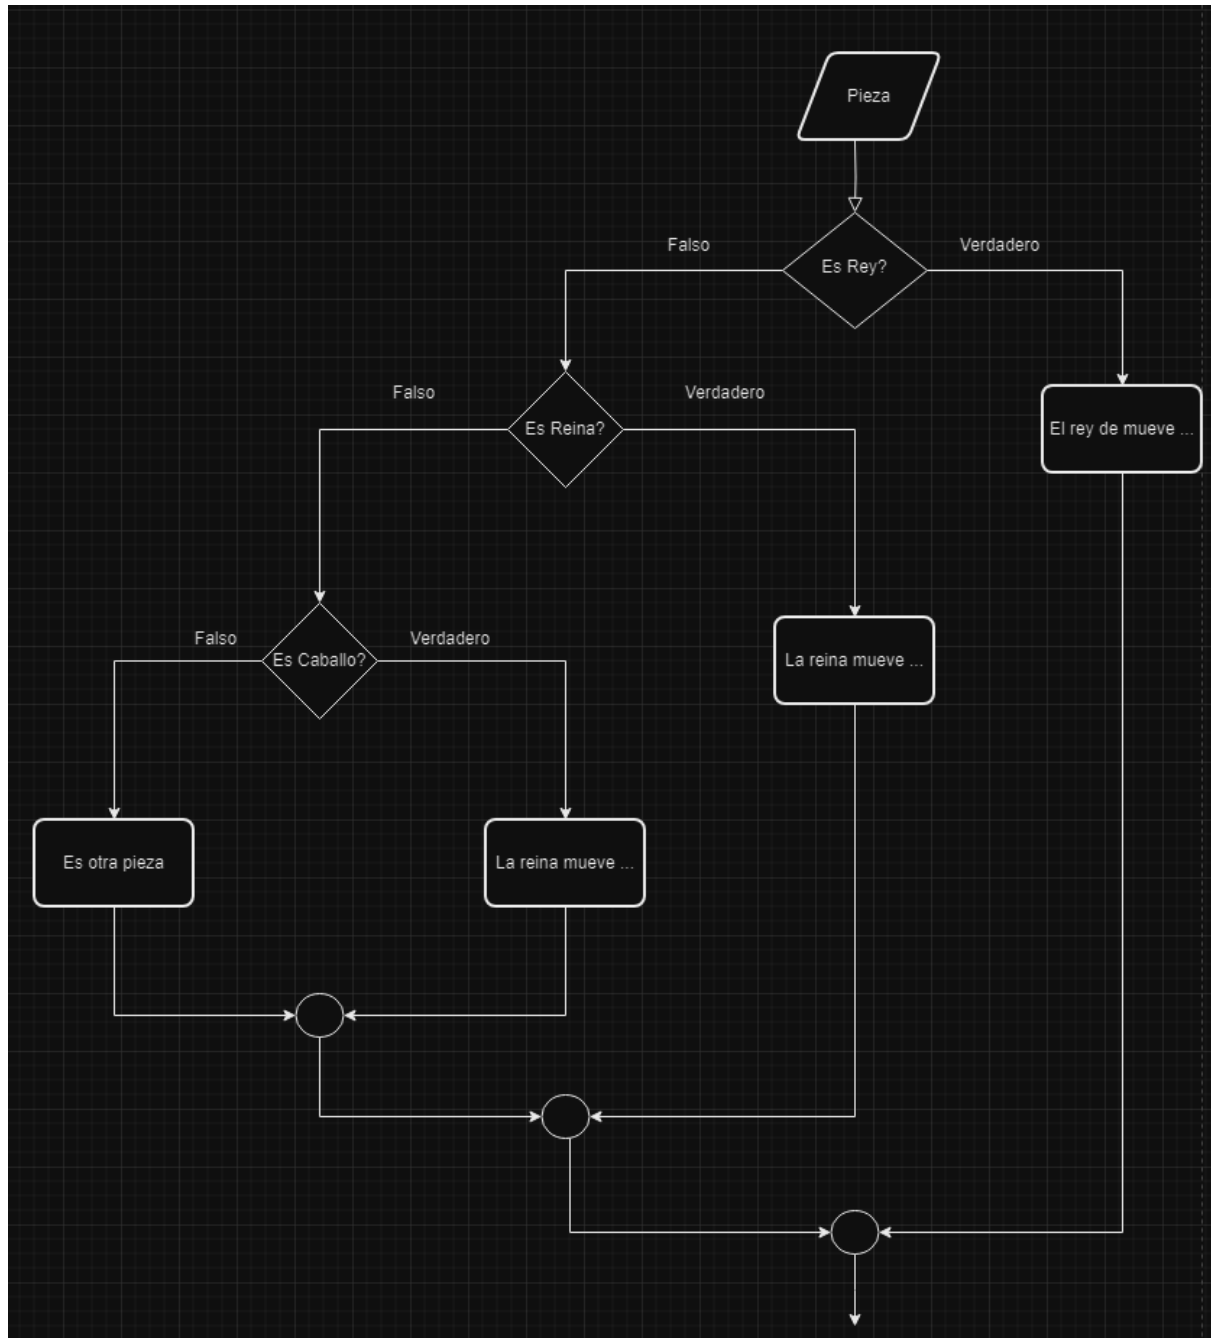 Pieza
Falso
Verdadero
Es Rey?
Falso
Verdadero
Es Reina?
El rey de mueve ...
Falso
Verdadero
Es Caballo?
La reina mueve ...
Es otra pieza
La reina mueve ...